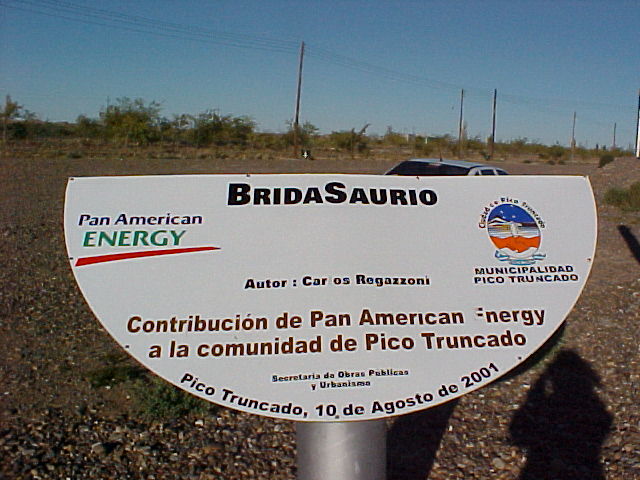 BRIDASAURIO
Pan American
ENERGY
Ciudad de Pico Truncado
MUNICIPALIDAD
PICO TRUNCADO
Autor : Car os Regazzoni
Contribución de Pan American Energy
a la comunidad de Pico Truncado
Secretaria de Obras Publicas
y Urbanismo
Pico Truncado, 10 de Agosto de 2001